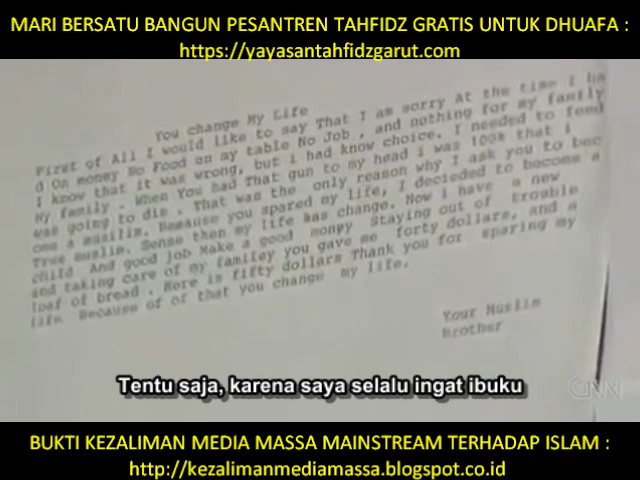 MARI BERSATU BANGUN PESANTREN TAHFIDZ GRATIS UNTUK DHUAFA :
https://yayasantahfidzgarut.com
You change My Life
First of All I would like to say That I am sorry At the time I ha
d On money No Food on my table No Job , and nothing for my family
I know that it was wrong, but i had know choice. I needed to feed
My family . When You had That gun to my head i was 100% that i
was going to die . That was the only reason why I ask you to bec
ome a muslim. Because you spared my life, I decieded to become a
True muslim. Sense then my life has change. Now i have a new
child And good job Make a good money Staying out of trouble
and taking care of my familey you gave me forty dollars, and a
loaf of bread . Here is fifty dollars Thank you for sparing my
life Because of of that you change my life.
Your Muslim
Brother
Tentu saja, karena saya selalu ingat ibuku
CNN
BUKTI KEZALIMAN MEDIA MASSA MAINSTREAM TERHADAP ISLAM :
http://kezalimanmediamassa.blogspot.co.id